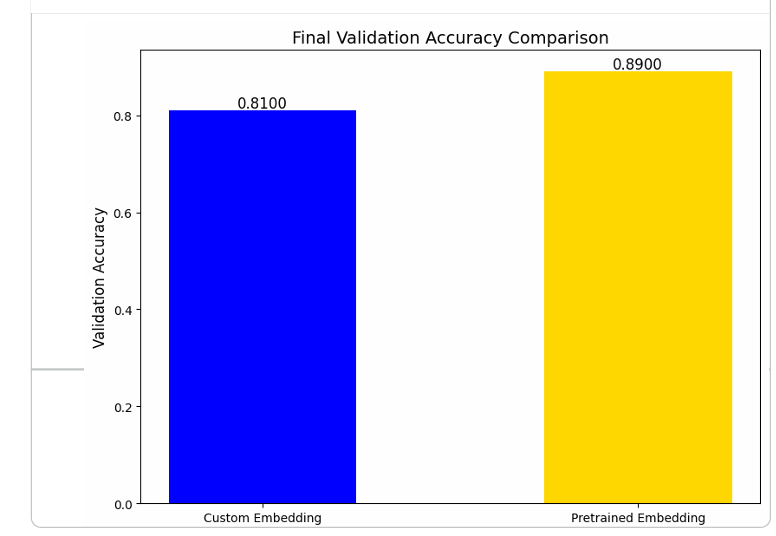 Final Validation Accuracy Comparison
0.8100
0.8900
Validation Accuracy
0.8
0.6
0.4
0.2
0.0
Custom Embedding
Pretrained Embedding